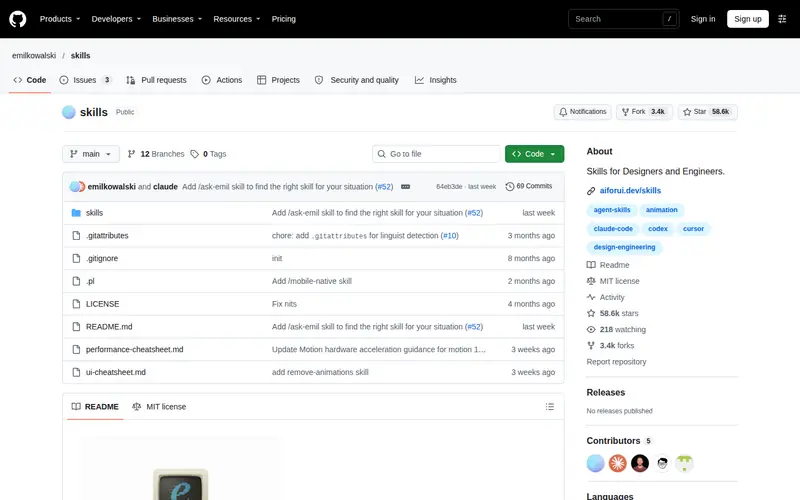 Products Developers Businesses Resources Pricing Search / Sign in Sign up
emilkowalski / skills
Code Issues 3 Pull requests Actions Projects Security and quality Insights
skills Public Notifications Fork 3.4k Star 58.6k
main 12 Branches 0 Tags Go to file Code
emilkowalski and claude Add /ask-emil skill to find the right skill for your situation (#52) 64eb3de · last week 69 Commits
skills Add /ask-emil skill to find the right skill for your situation (#52) last week
.gitattributes chore: add .gitattributes for linguist detection (#10) 3 months ago
.gitignore init 8 months ago
.pl Add /mobile-native skill 2 months ago
LICENSE Fix nits 4 months ago
README.md Add /ask-emil skill to find the right skill for your situation (#52) last week
performance-cheatsheet.md Update Motion hardware acceleration guidance for motion 1… 3 weeks ago
ui-cheatsheet.md add remove-animations skill 3 weeks ago
README MIT license
e
About
Skills for Designers and Engineers.
aiforui.dev/skills
agent-skills animation
claude-code codex cursor
design-engineering
Readme
MIT license
Activity
58.6k stars
218 watching
3.4k forks
Report repository
Releases
No releases published
Contributors 5
Languages